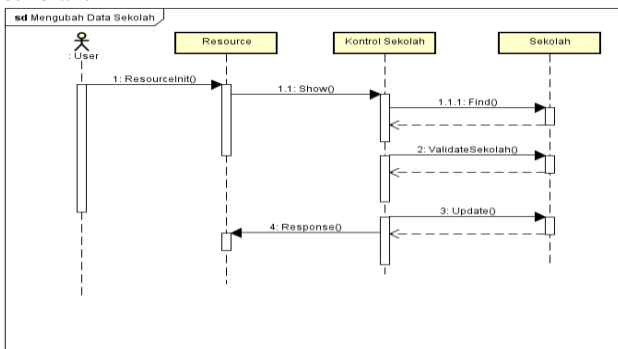 sd Mengubah Data Sekolah
: User
Resource
Kontrol Sekolah
Sekolah
1: ResourceInit()
1.1: Show()
1.1.1: Find()
2: ValidateSekolah()
3: Update()
4: Response()